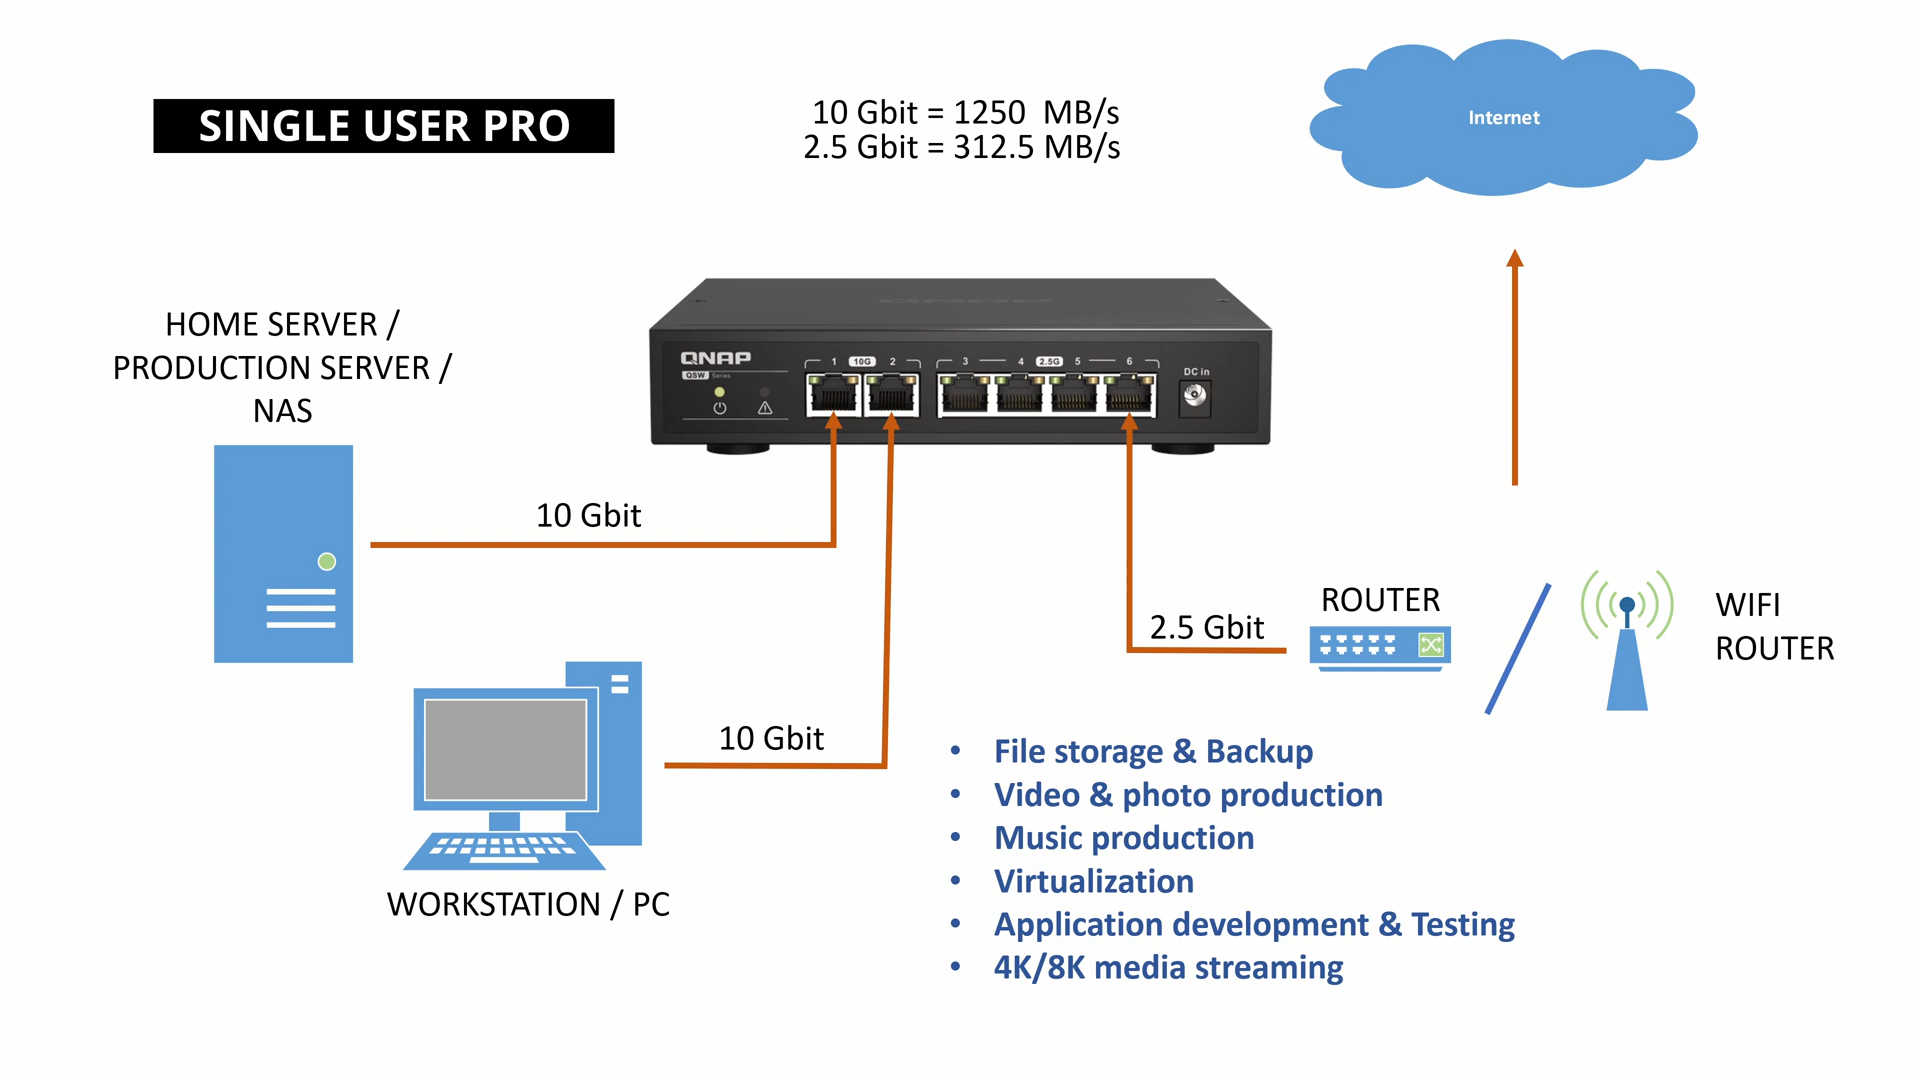 SINGLE USER PRO
10 Gbit = 1250 MB/s
2.5 Gbit = 312.5 MB/s
Internet
HOME SERVER /
PRODUCTION SERVER /
NAS
QNAP
QNAP
QSW Series
1 10G 2
3 4 2.5G 5 6
DC in
10 Gbit
10 Gbit
2.5 Gbit
ROUTER
WIFI
ROUTER
WORKSTATION / PC
• File storage & Backup
• Video & photo production
• Music production
• Virtualization
• Application development & Testing
• 4K/8K media streaming